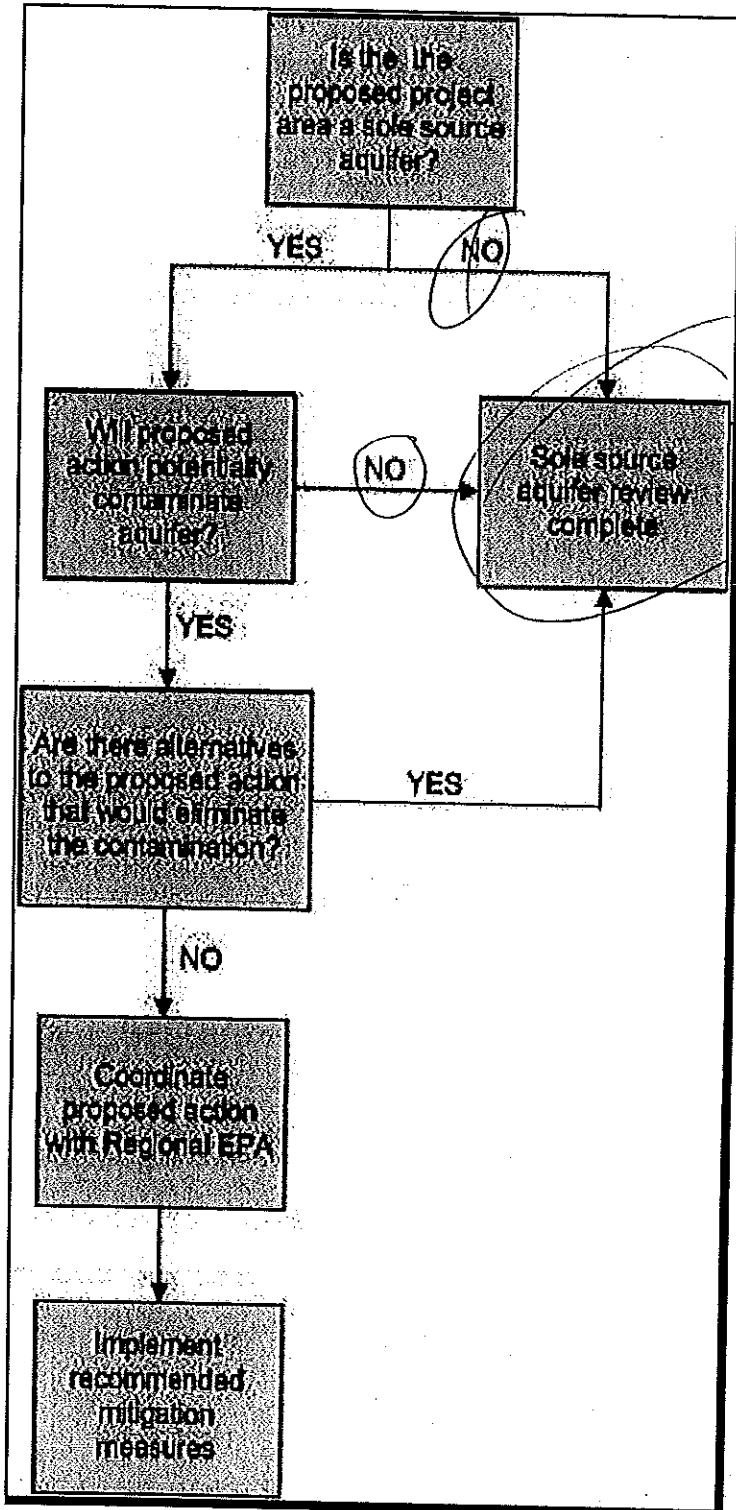 Is the the
proposed project
area a sole source
aquifer?
YES
NO
Will proposed
action potentially
contaminate
aquifer?
NO
Sole source
aquifer review
complete
YES
Are there alternatives
to the proposed action
that would eliminate
the contamination?
YES
NO
Coordinate
proposed action
with Regional EPA
Implement
recommended
mitigation
measures